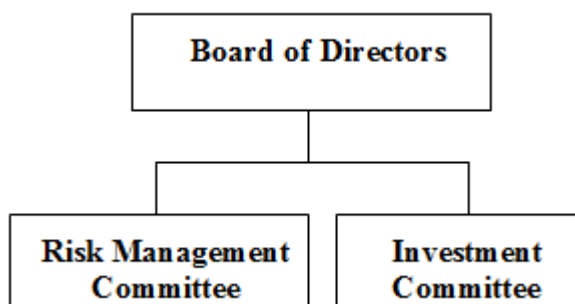 Board of Directors
Risk Management
Committee
Investment
Committee